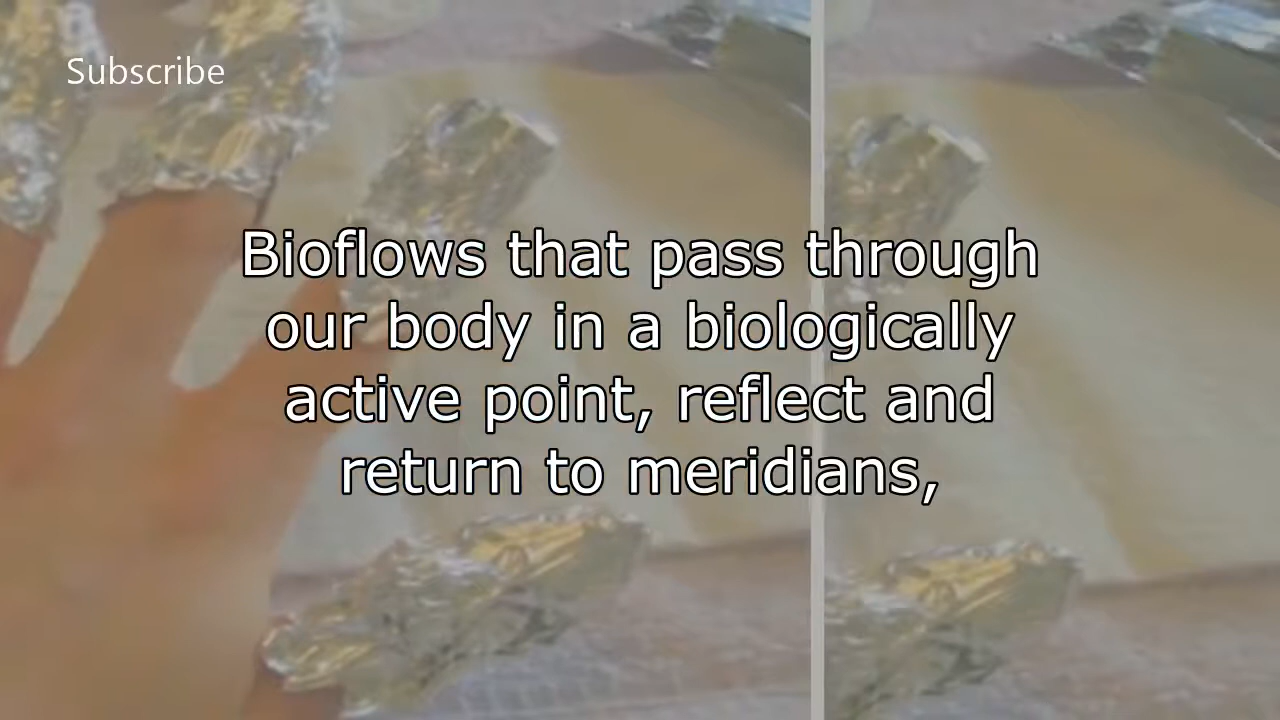 Subscribe
Bioflows that pass through
our body in a biologically
active point, reflect and
return to meridians,